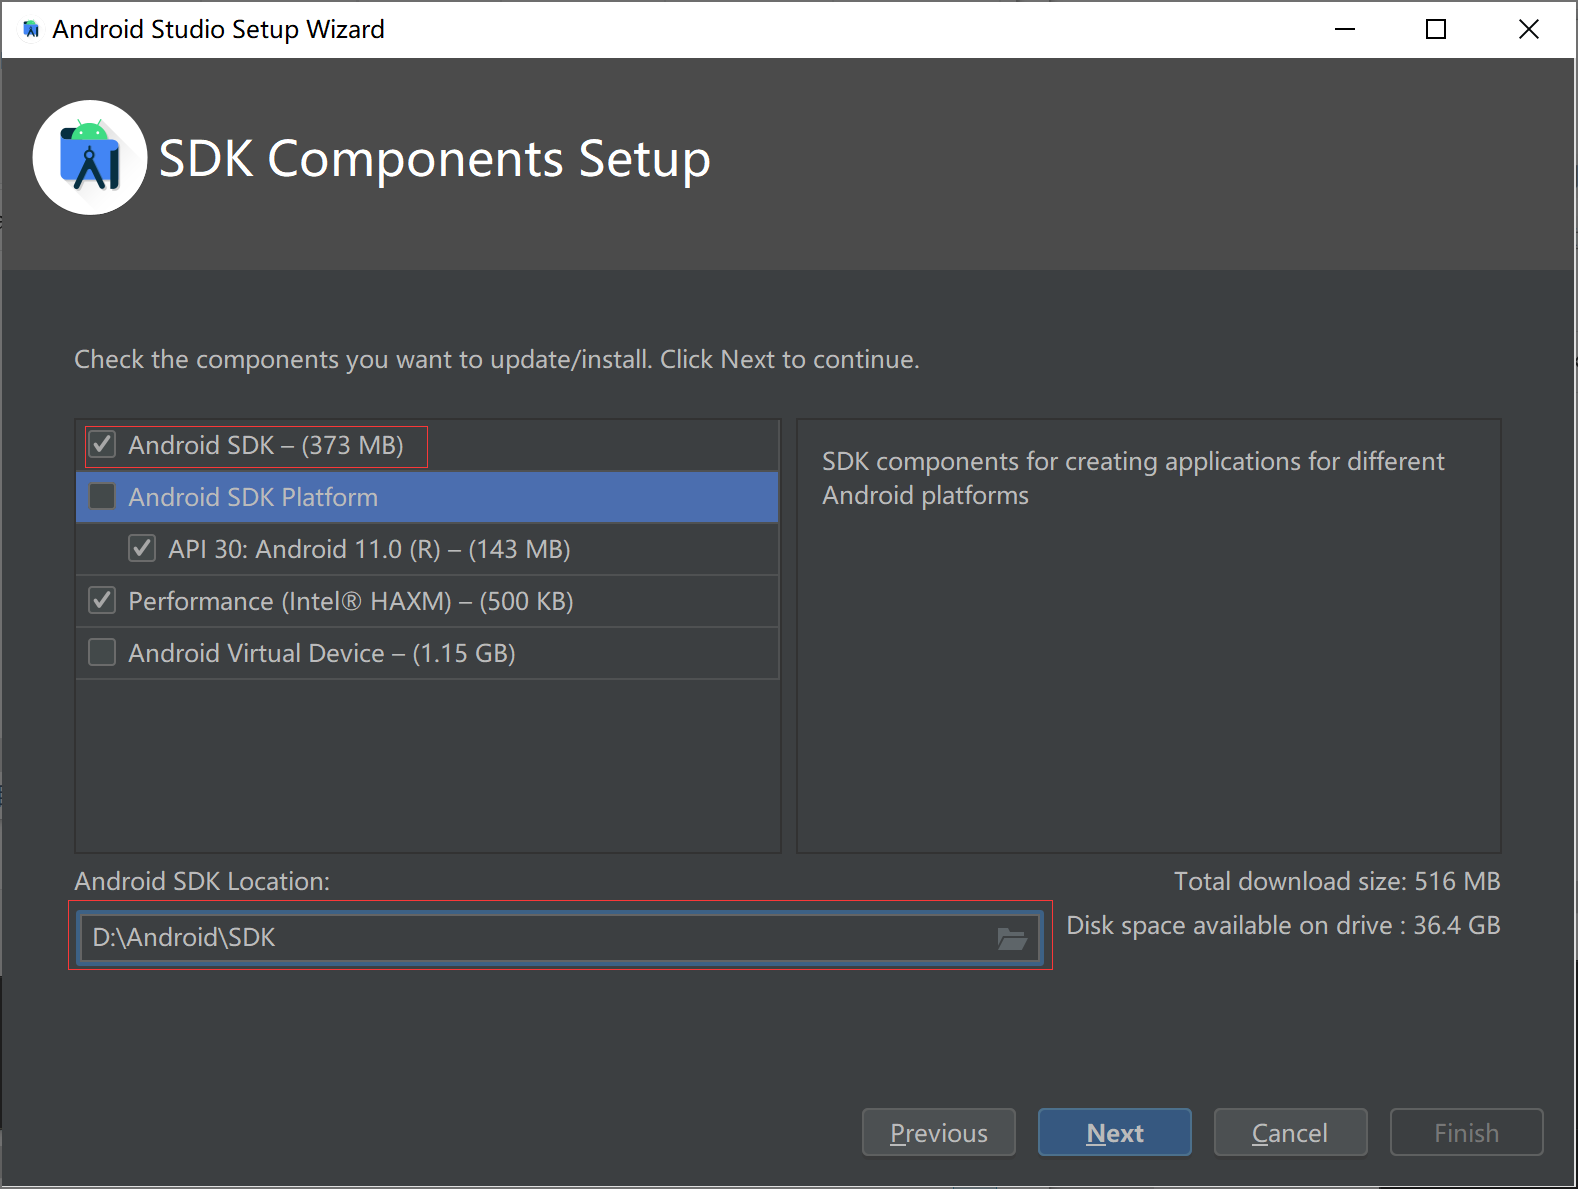 Android Studio Setup Wizard
SDK Components Setup
Check the components you want to update/install. Click Next to continue.
Android SDK – (373 MB)
Android SDK Platform
API 30: Android 11.0 (R) – (143 MB)
Performance (Intel® HAXM) – (500 KB)
Android Virtual Device – (1.15 GB)
SDK components for creating applications for different
Android platforms
Android SDK Location:
Total download size: 516 MB
D:\Android\SDK
Disk space available on drive : 36.4 GB
Previous
Next
Cancel
Finish